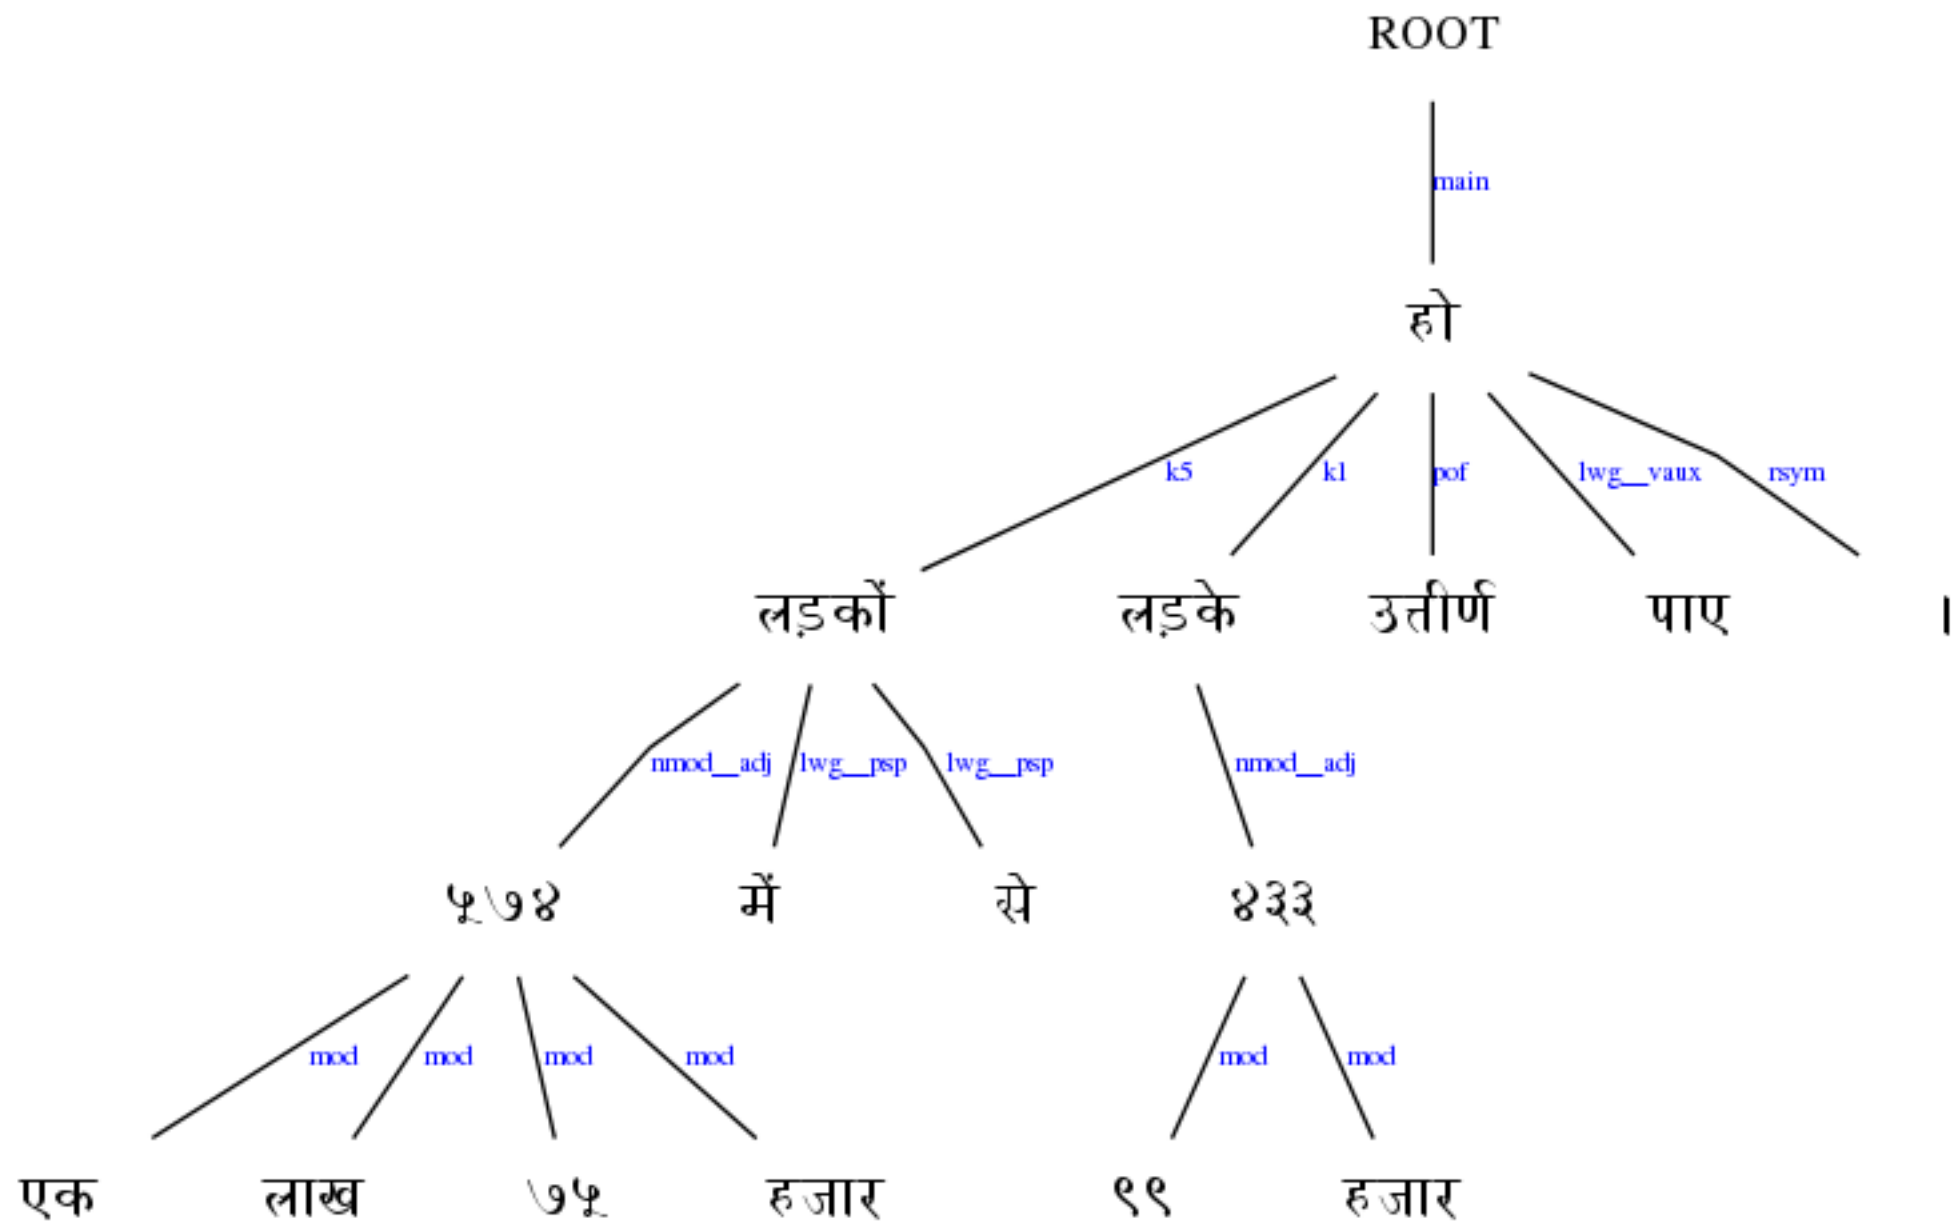 ROOT
main
हो
k5 k1 pof lwg__vaux rsym
लड़कों लड़के उत्तीर्ण पाए ।
nmod__adj lwg__psp lwg__psp nmod__adj
५७४ में से ४३३
mod mod mod mod mod mod
एक लाख ७५ हजार ९९ हजार